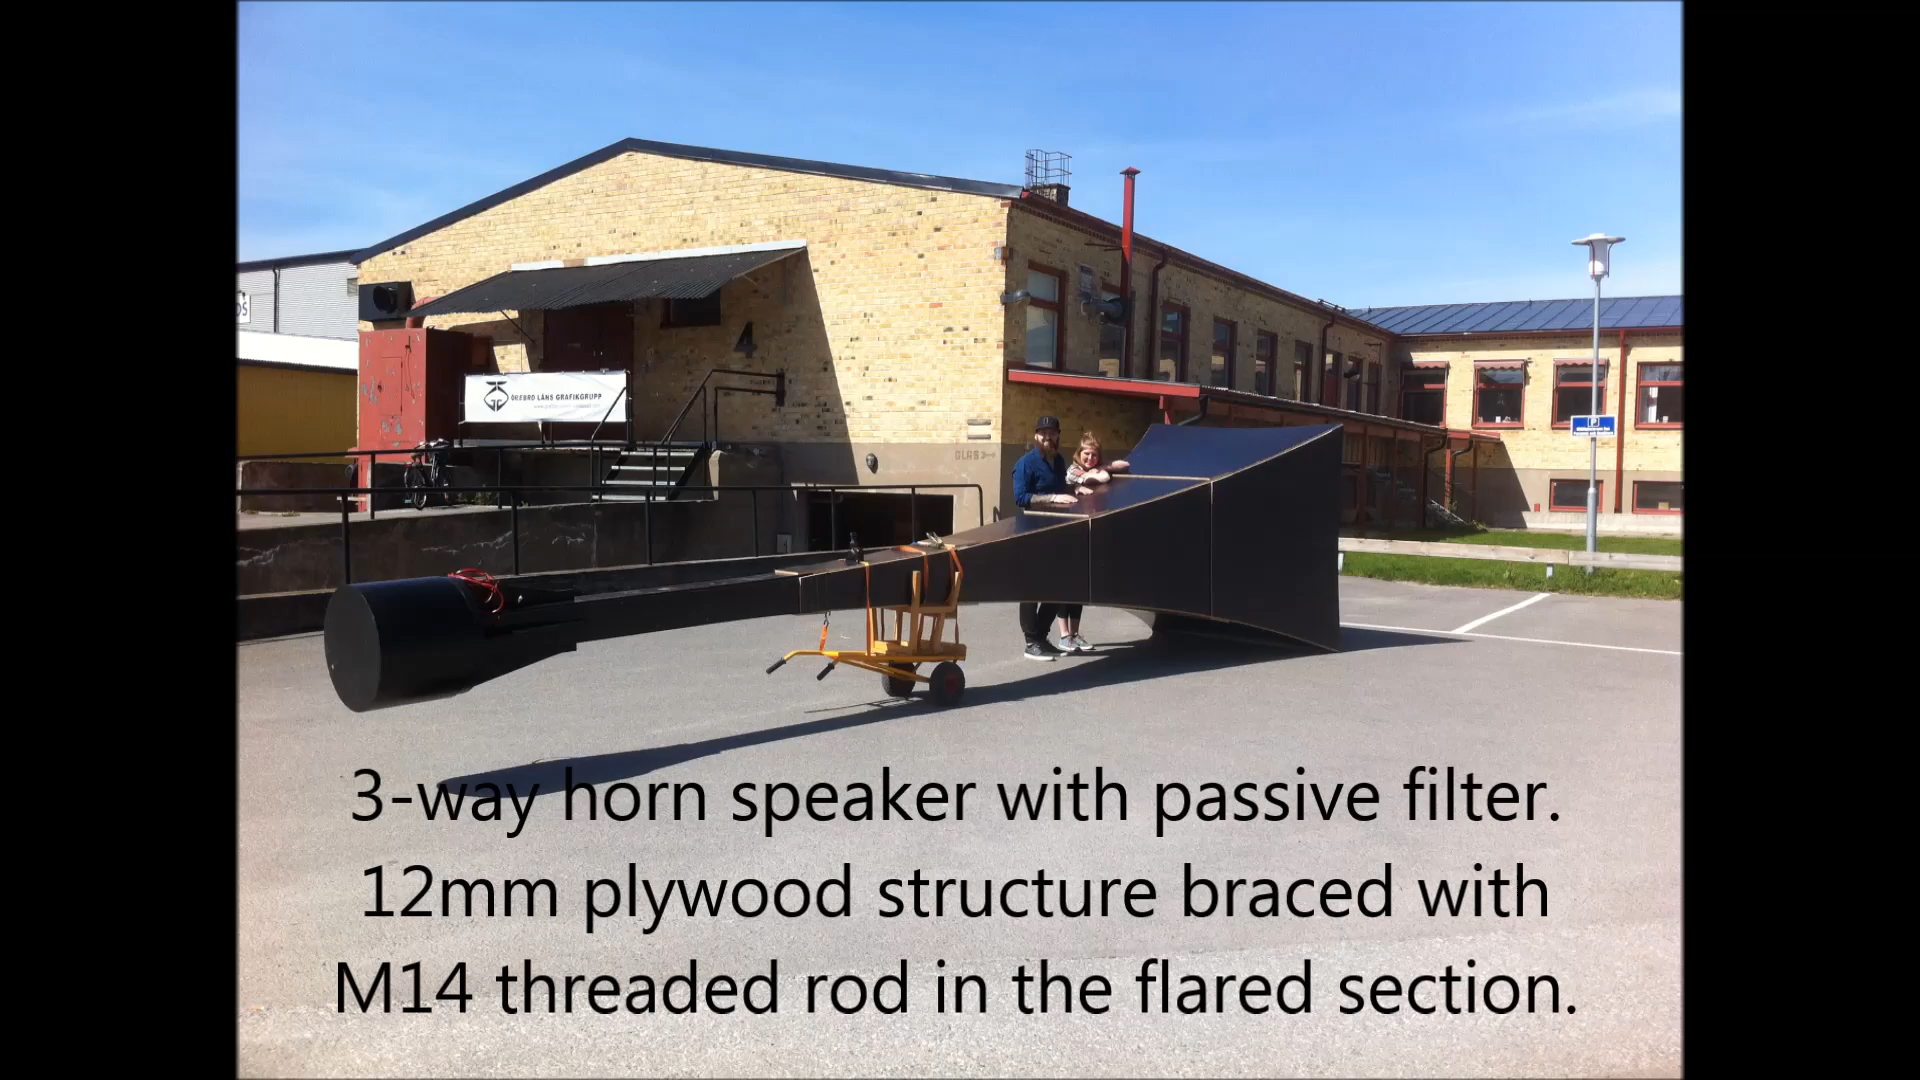 4
ÖREBRO LÄNS GRAFIKGRUPP
GLAS
3-way horn speaker with passive filter.
12mm plywood structure braced with
M14 threaded rod in the flared section.